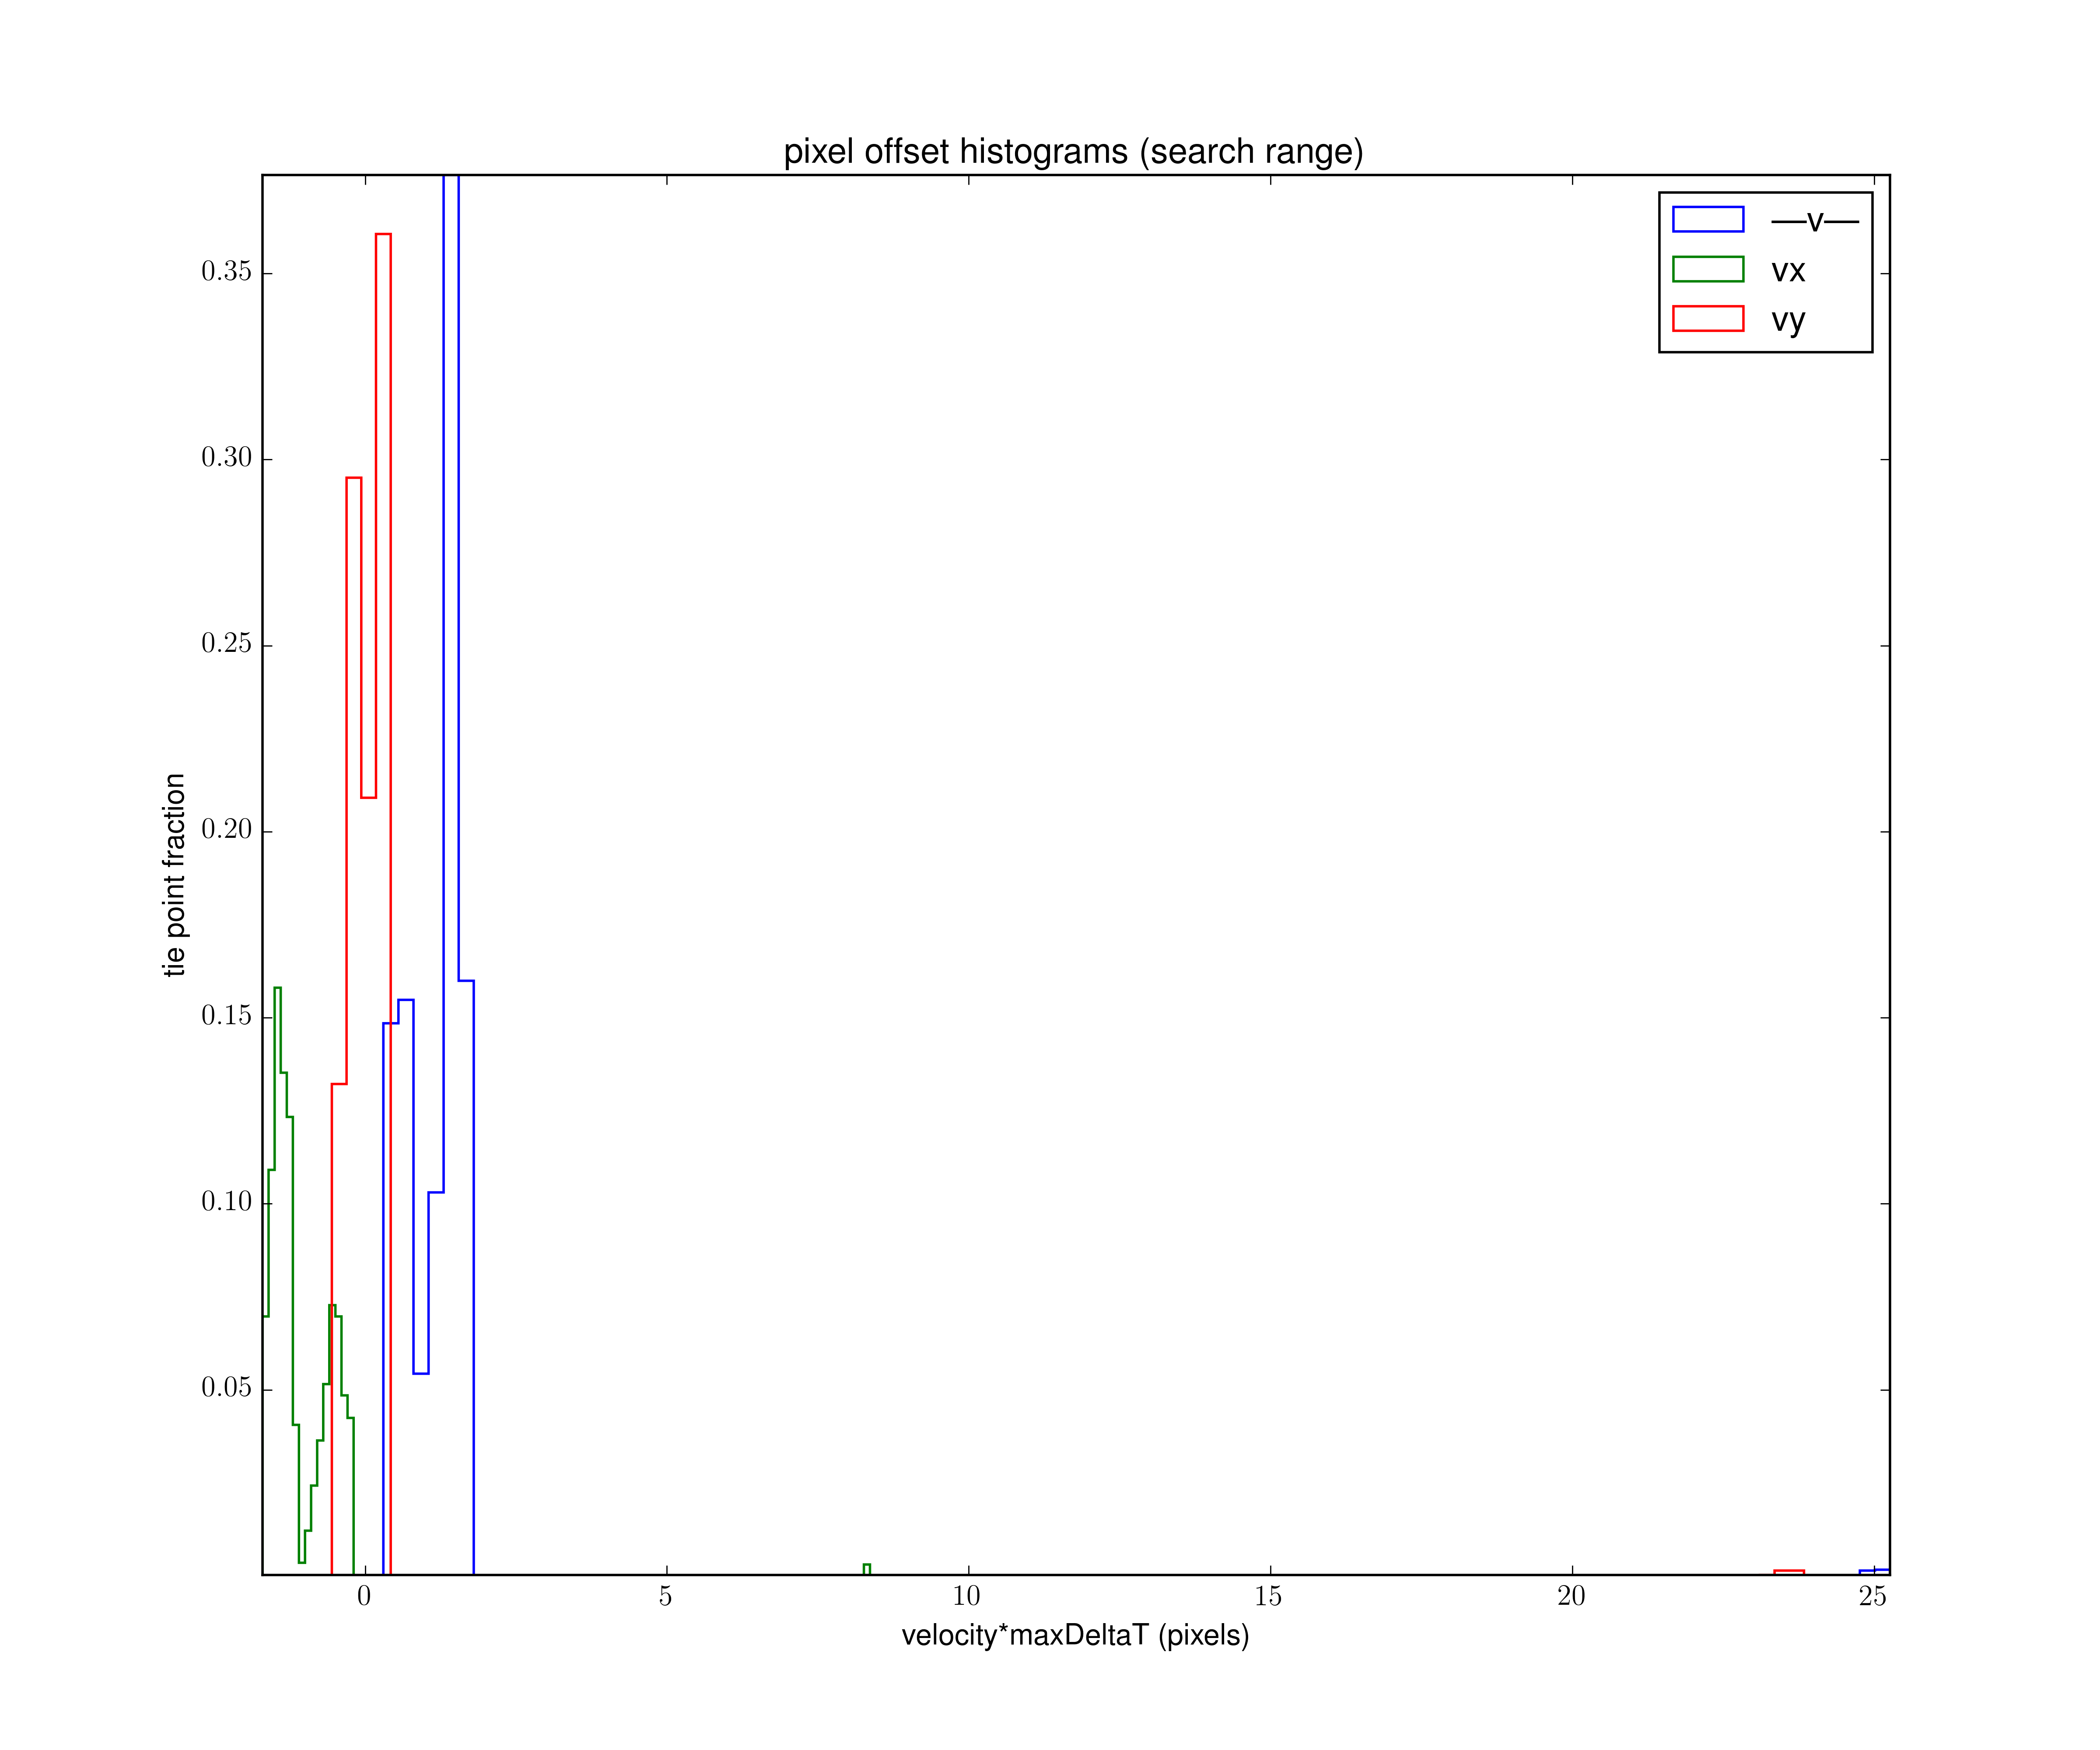 pixel offset histograms (search range)
—v—
vx
vy
0.35
0.30
0.25
0.20
0.15
0.10
0.05
tie point fraction
0 5 10 15 20 25
velocity*maxDeltaT (pixels)